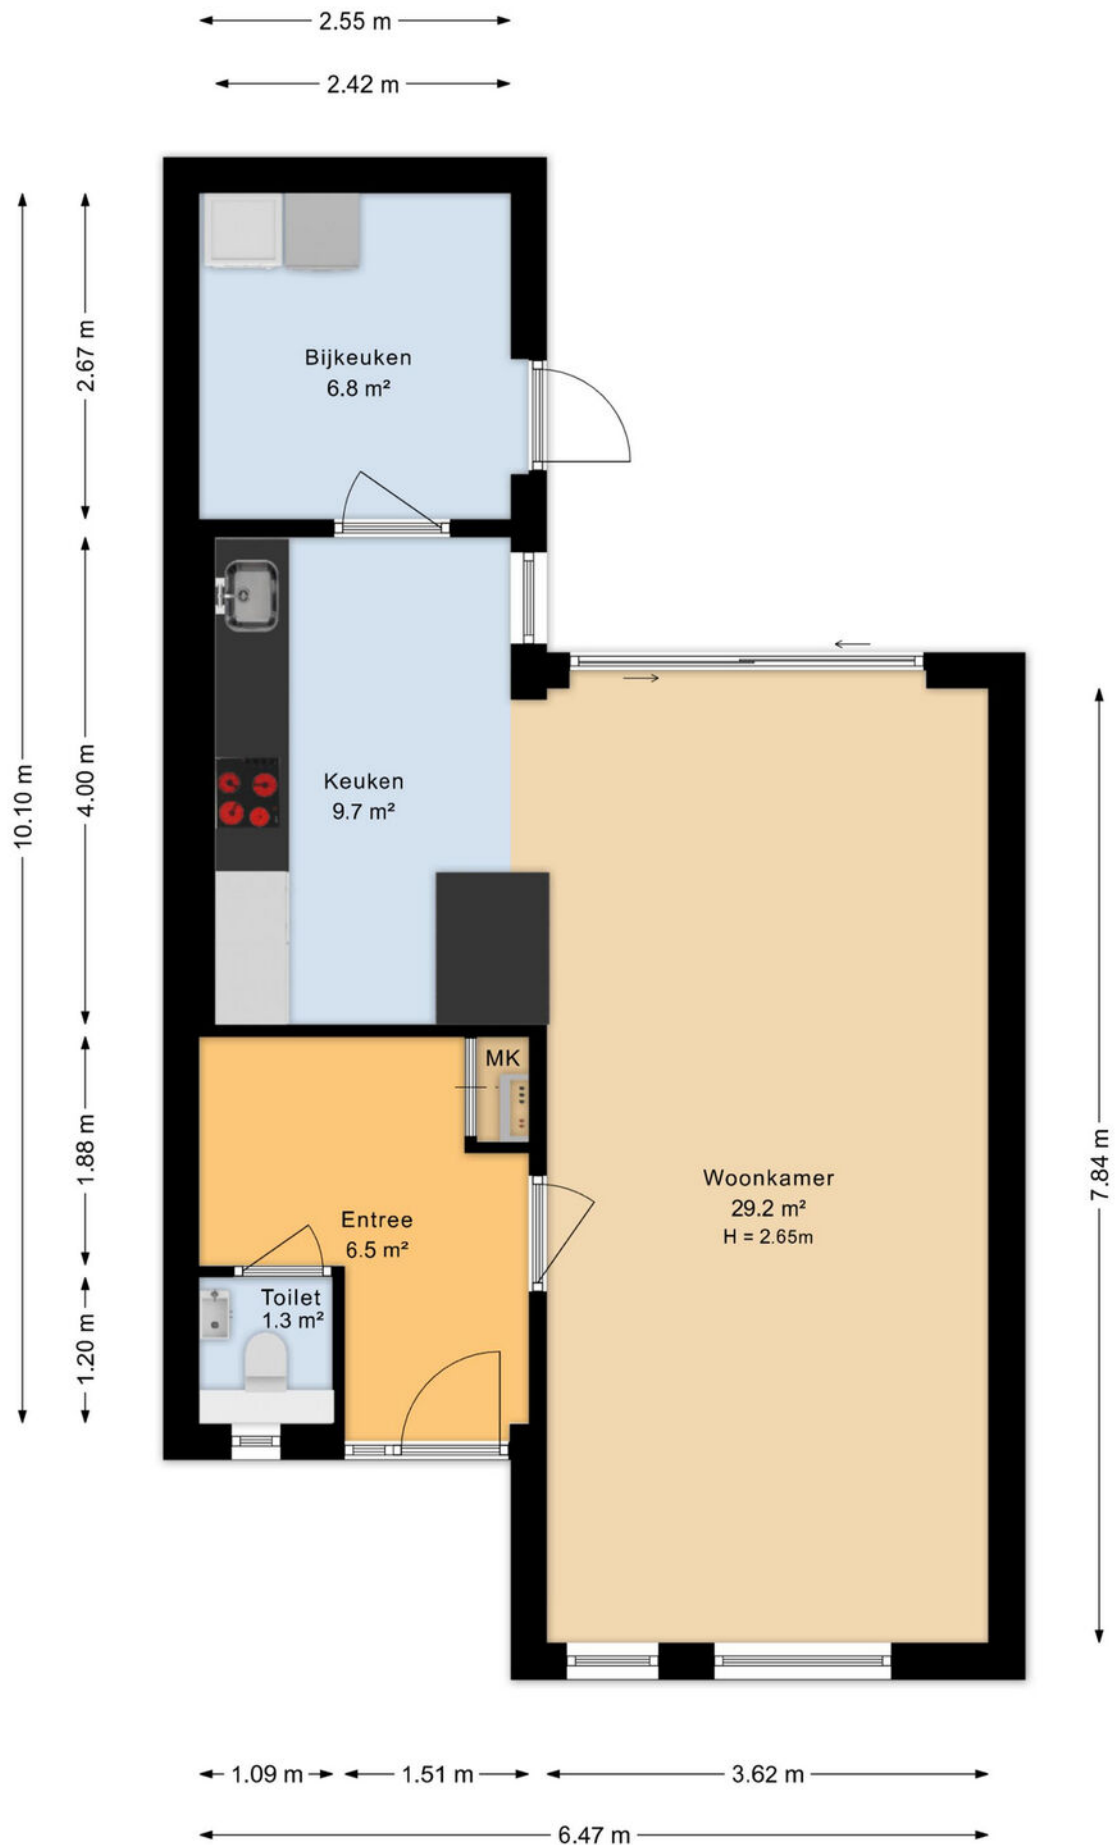 2.55 m
2.42 m
Bijkeuken
6.8 m²
2.67 m
10.10 m
4.00 m
Keuken
9.7 m²
MK
1.88 m
Entree
6.5 m²
Woonkamer
29.2 m²
H = 2.65m
7.84 m
Toilet
1.3 m²
1.20 m
1.09 m
1.51 m
3.62 m
6.47 m